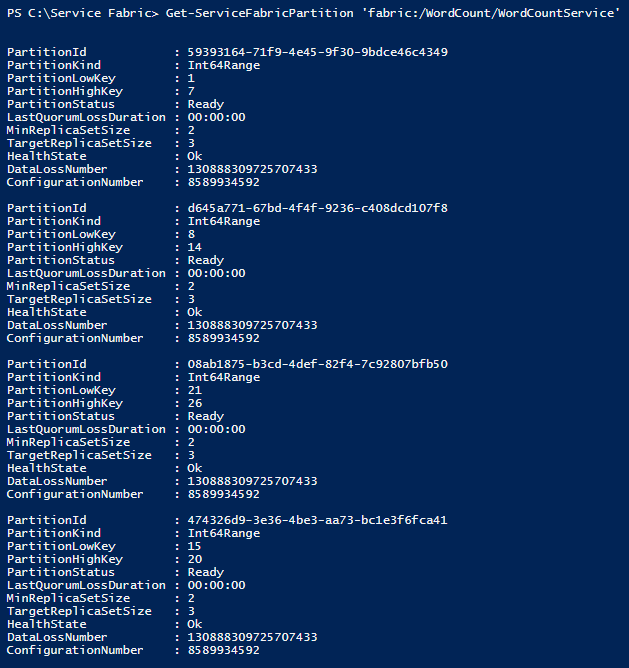 PS C:\Service Fabric> Get-ServiceFabricPartition 'fabric:/WordCount/WordCountService'
PartitionId : 59393164-71f9-4e45-9f30-9bdce46c4349
PartitionKind : Int64Range
PartitionLowKey : 1
PartitionHighKey : 7
PartitionStatus : Ready
LastQuorumLossDuration : 00:00:00
MinReplicaSetSize : 2
TargetReplicaSetSize : 3
HealthState : Ok
DataLossNumber : 130888309725707433
ConfigurationNumber : 8589934592
PartitionId : d645a771-67bd-4f4f-9236-c408dcd107f8
PartitionKind : Int64Range
PartitionLowKey : 8
PartitionHighKey : 14
PartitionStatus : Ready
LastQuorumLossDuration : 00:00:00
MinReplicaSetSize : 2
TargetReplicaSetSize : 3
HealthState : Ok
DataLossNumber : 130888309725707433
ConfigurationNumber : 8589934592
PartitionId : 08ab1875-b3cd-4def-82f4-7c92807bfb50
PartitionKind : Int64Range
PartitionLowKey : 21
PartitionHighKey : 26
PartitionStatus : Ready
LastQuorumLossDuration : 00:00:00
MinReplicaSetSize : 2
TargetReplicaSetSize : 3
HealthState : Ok
DataLossNumber : 130888309725707433
ConfigurationNumber : 8589934592
PartitionId : 474326d9-3e36-4be3-aa73-bc1e3f6fca41
PartitionKind : Int64Range
PartitionLowKey : 15
PartitionHighKey : 20
PartitionStatus : Ready
LastQuorumLossDuration : 00:00:00
MinReplicaSetSize : 2
TargetReplicaSetSize : 3
HealthState : Ok
DataLossNumber : 130888309725707433
ConfigurationNumber : 8589934592